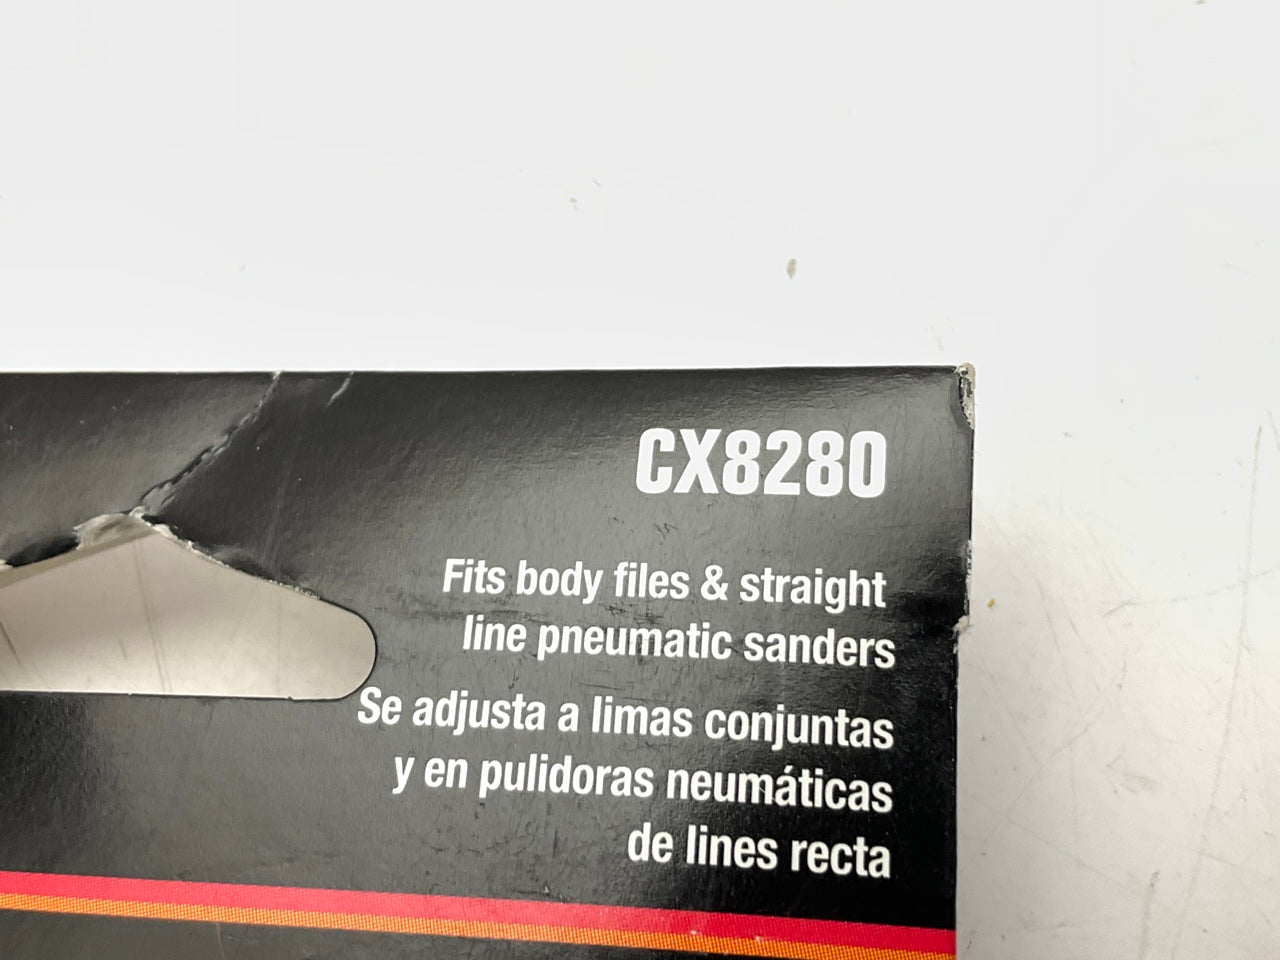 CX8280
Fits body files & straight
line pneumatic sanders
Se adjusta a limas conjuntas
y en pulidoras neumáticas
de lines recta